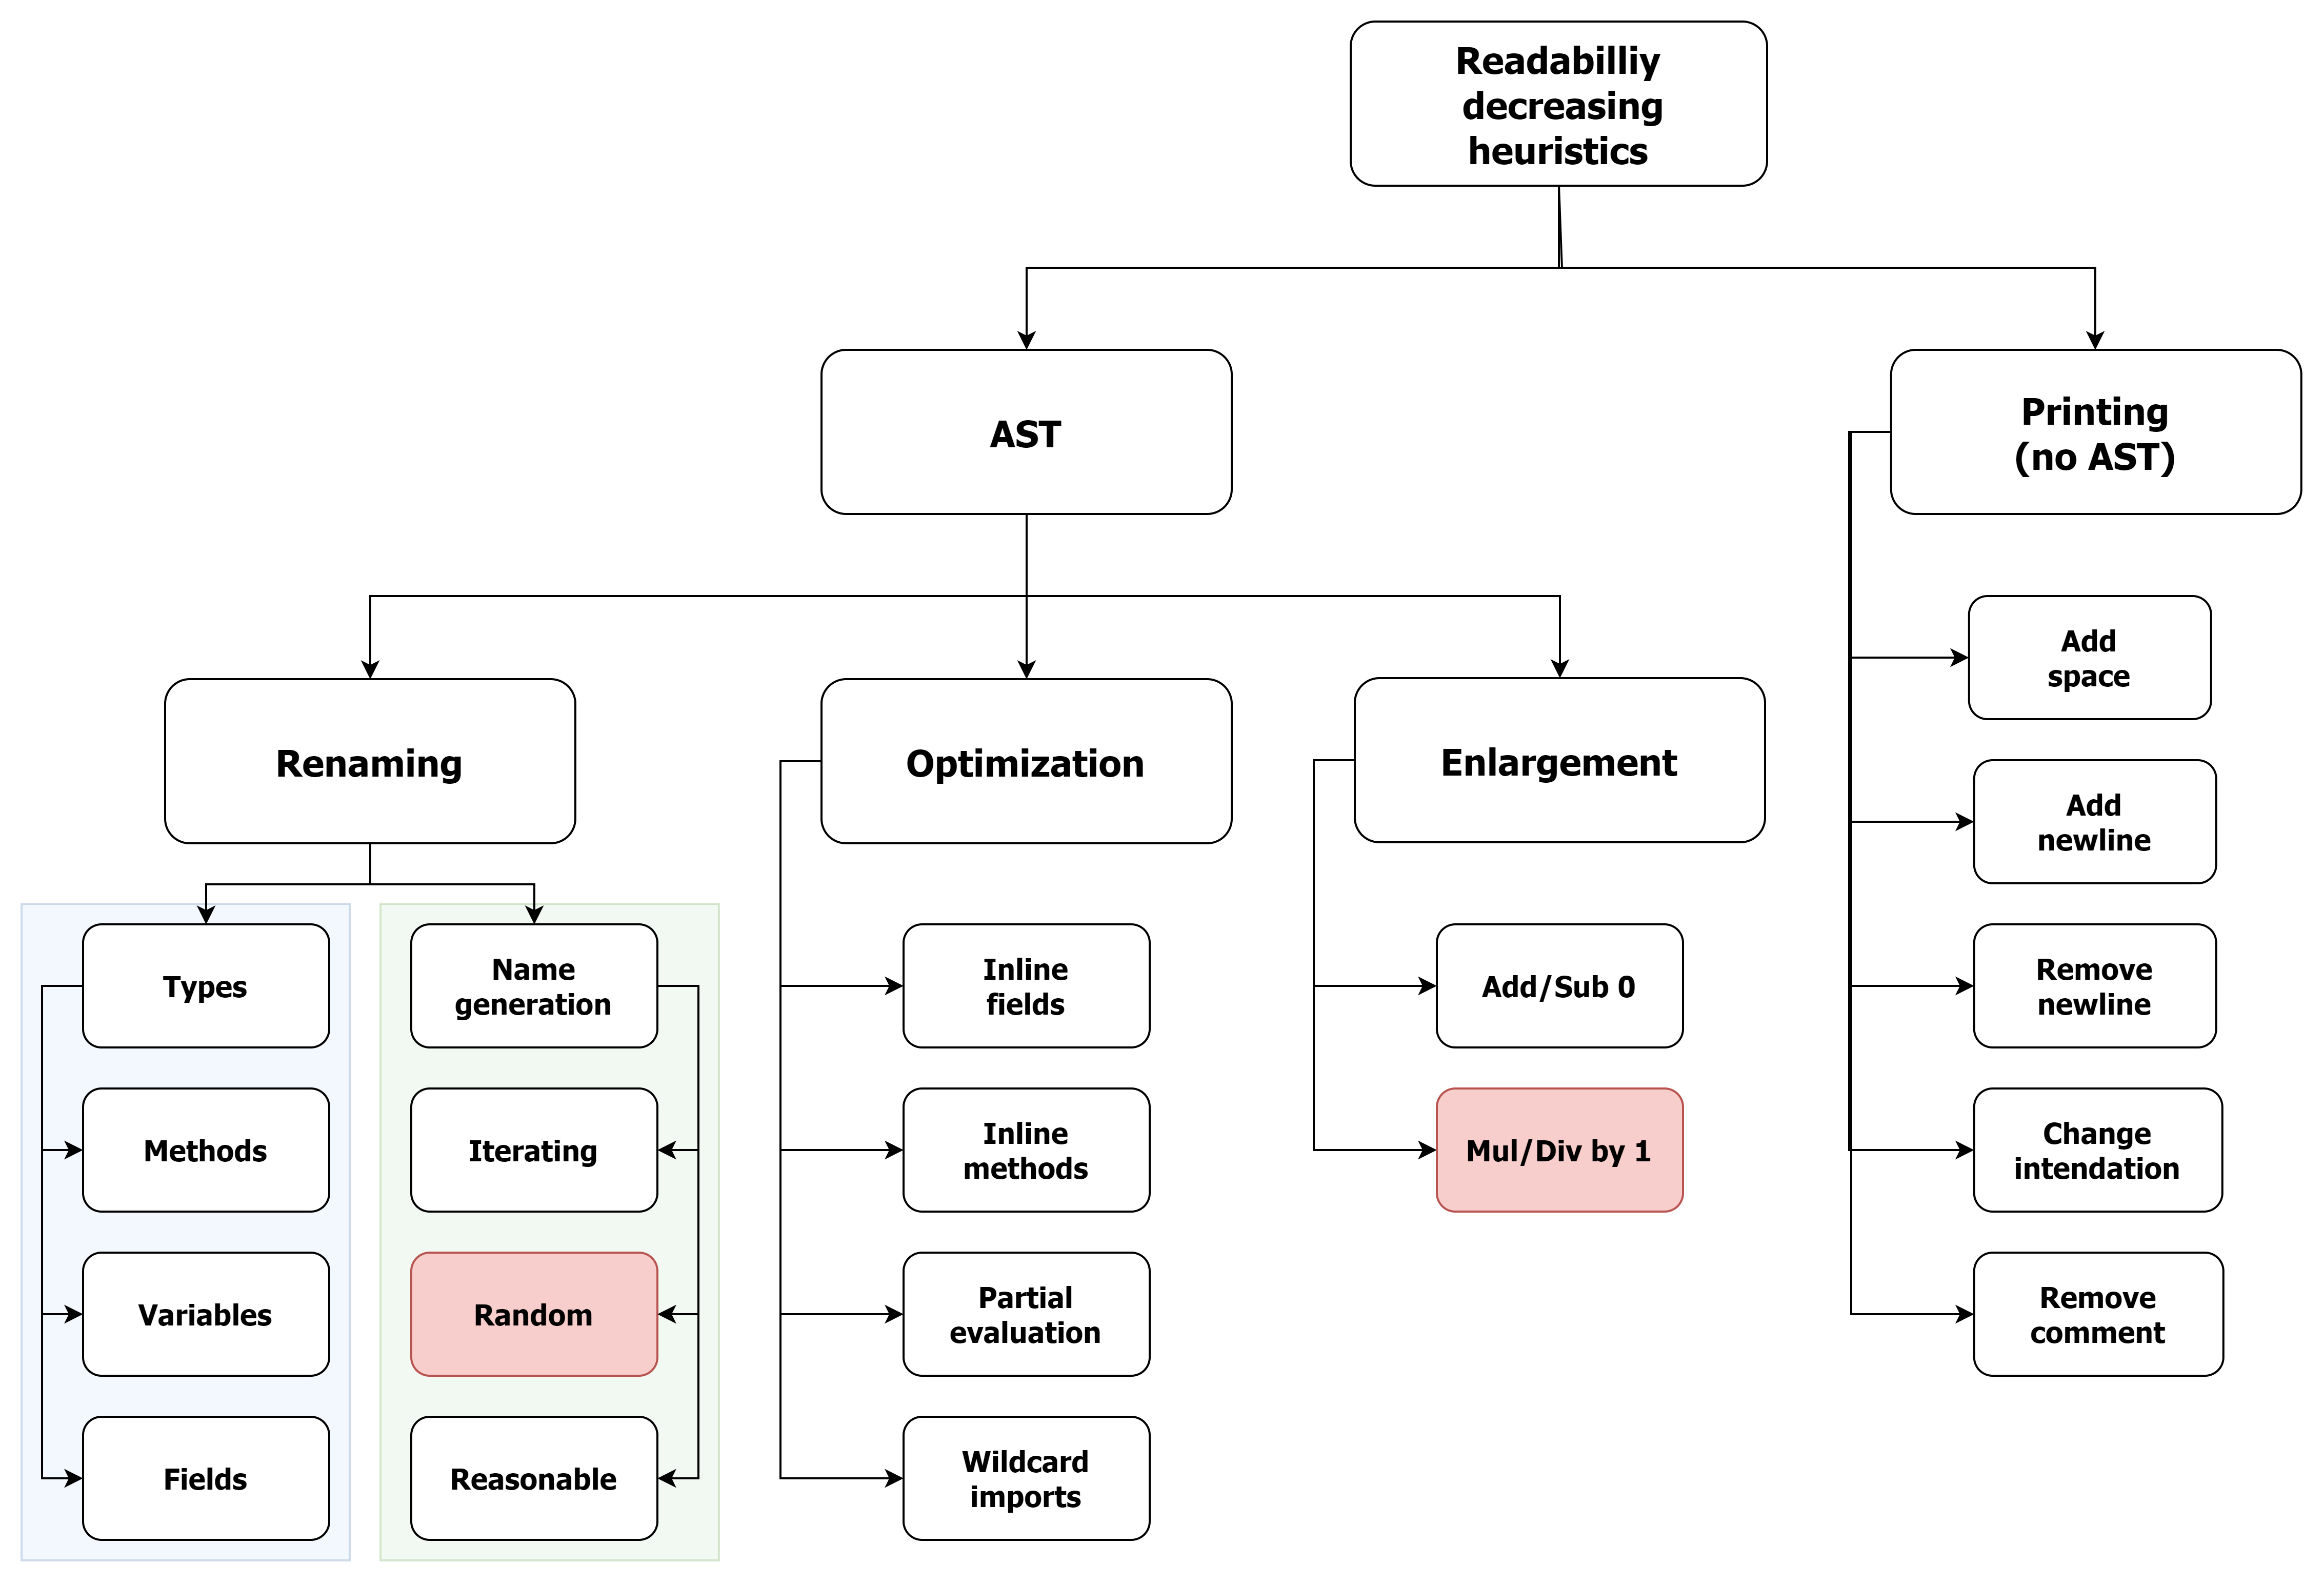 Readabilliy
decreasing
heuristics
AST
Printing
(no AST)
Renaming
Optimization
Enlargement
Add
space
Add
newline
Remove
newline
Change
intendation
Remove
comment
Types
Methods
Variables
Fields
Name
generation
Iterating
Random
Reasonable
Inline
fields
Inline
methods
Partial
evaluation
Wildcard
imports
Add/Sub 0
Mul/Div by 1